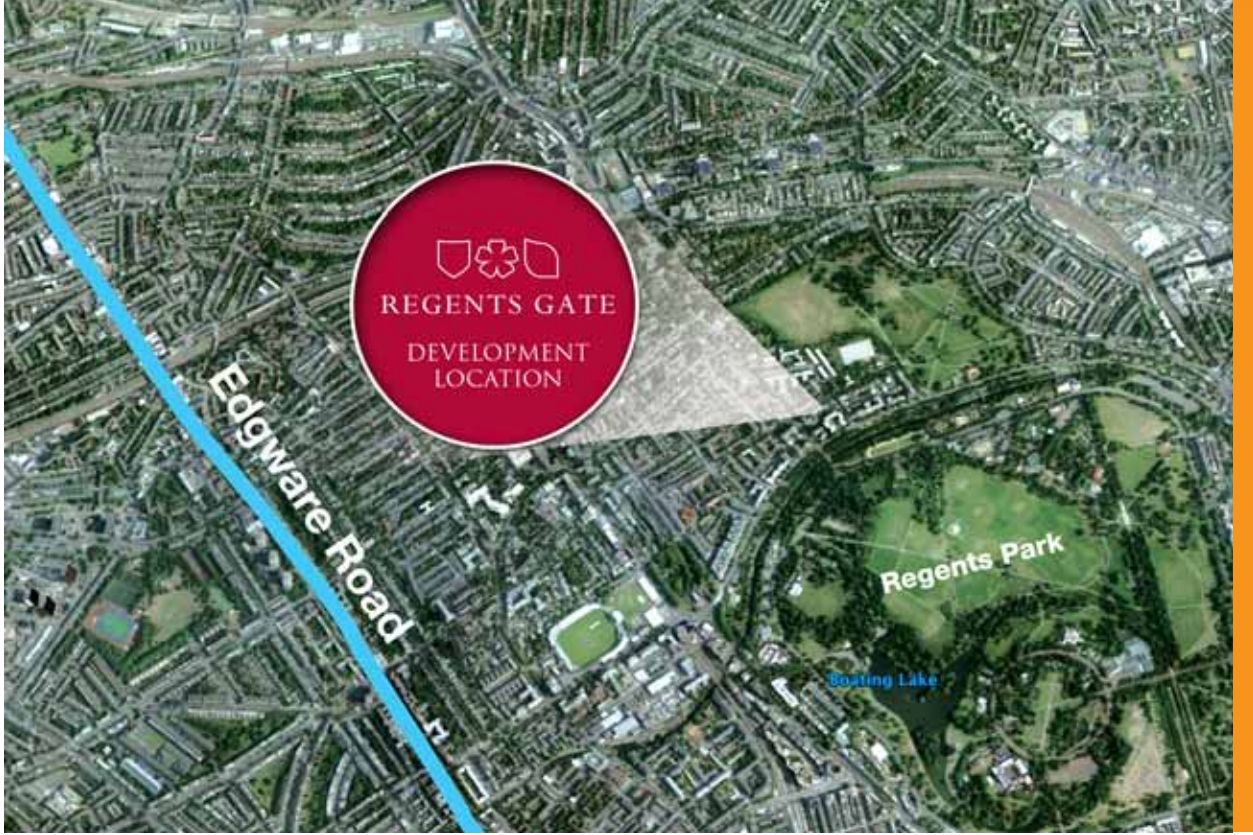 REGENTS GATE
DEVELOPMENT
LOCATION
Edgware Road
Regents Park
Boating Lake